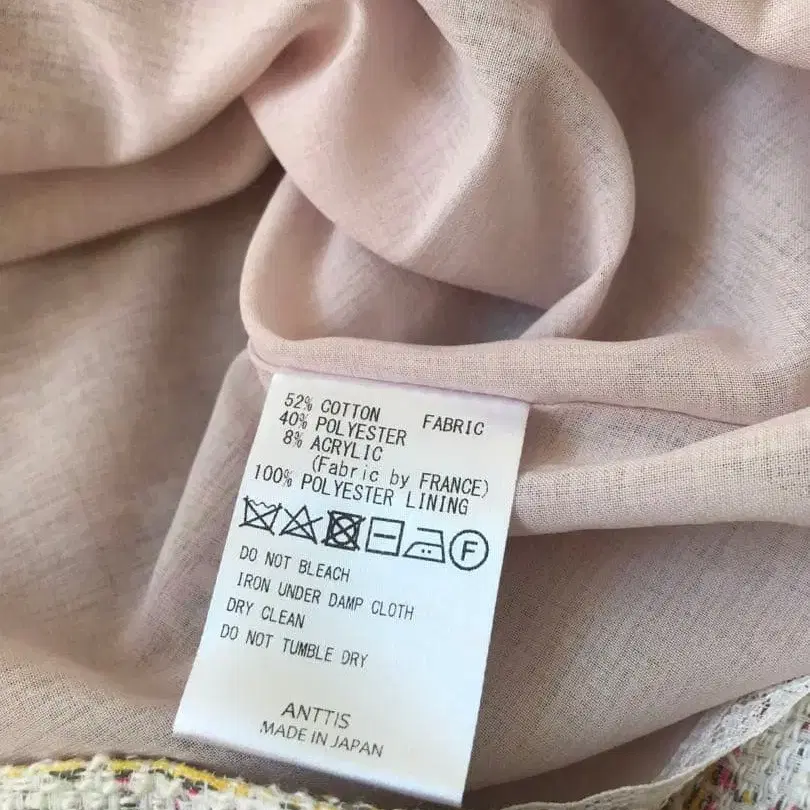 52% COTTON FABRIC
40% POLYESTER
8% ACRYLIC
(Fabric by FRANCE)
100% POLYESTER LINING
F
DO NOT BLEACH
IRON UNDER DAMP CLOTH
DRY CLEAN
DO NOT TUMBLE DRY
ANTTIS
MADE IN JAPAN